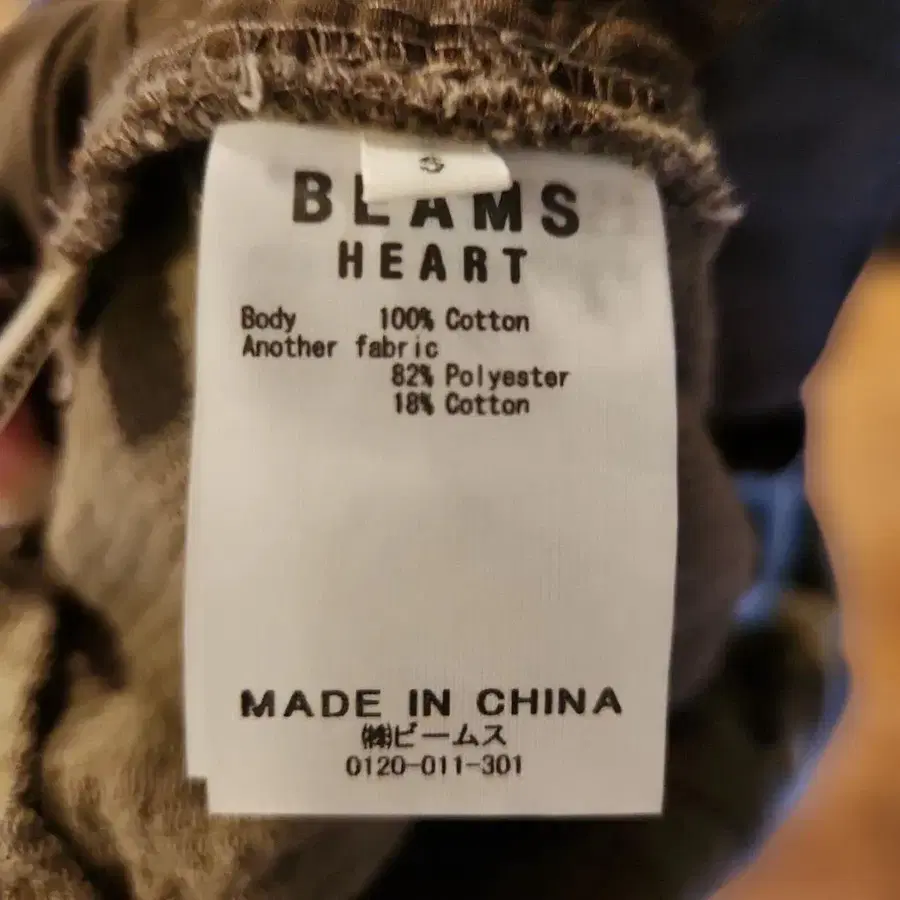 S
BEAMS
HEART
Body 100% Cotton
Another fabric
82% Polyester
18% Cotton
MADE IN CHINA
㈱ビームス
0120-011-301